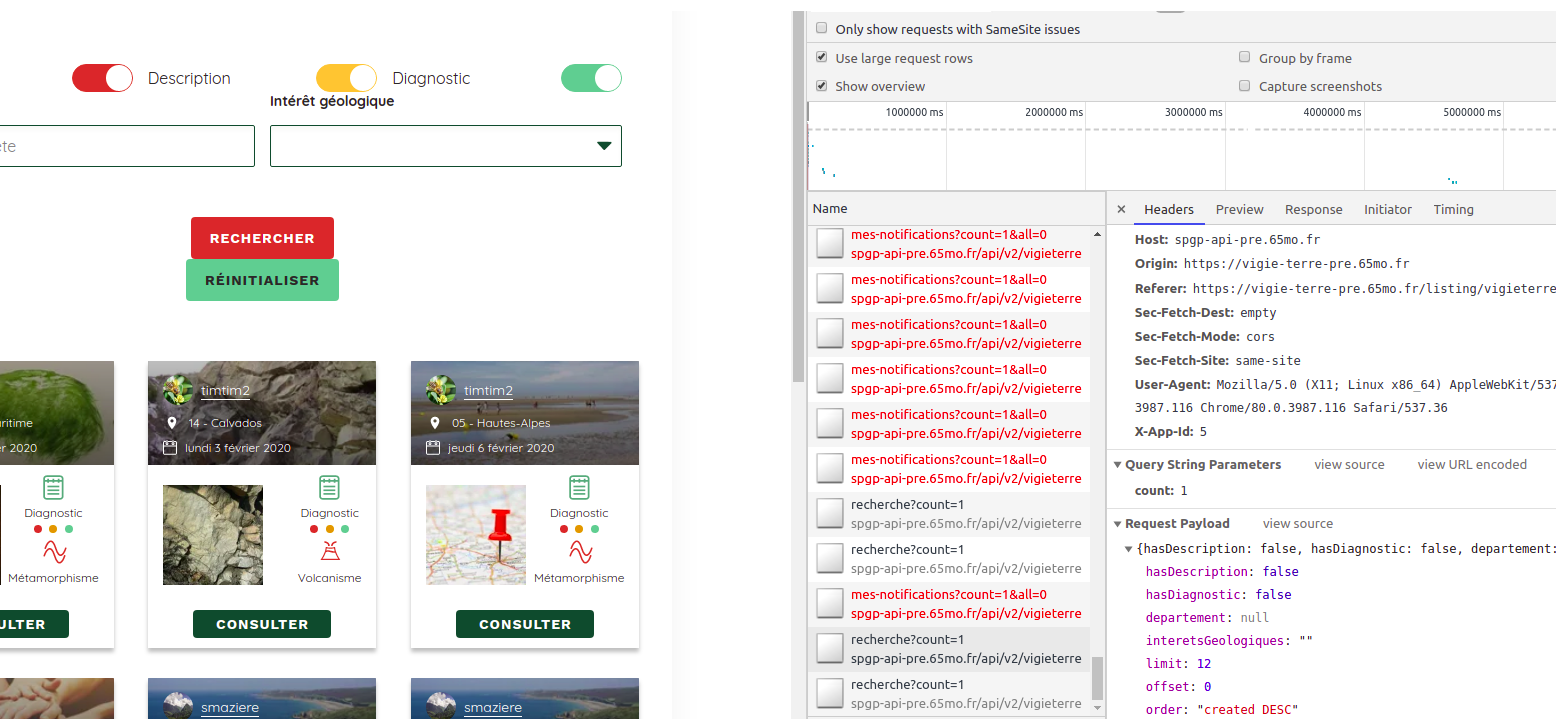 Description
Diagnostic
Intérêt géologique
ète
RECHERCHER
RÉINITIALISER
ritime
er 2020
Diagnostic
Métamorphisme
ULTER
timtim2
14 - Calvados
lundi 3 février 2020
Diagnostic
Volcanisme
CONSULTER
timtim2
05 - Hautes-Alpes
jeudi 6 février 2020
Diagnostic
Métamorphisme
CONSULTER
smaziere
smaziere
Only show requests with SameSite issues
Use large request rows
Group by frame
Show overview
Capture screenshots
1000000 ms
2000000 ms
3000000 ms
4000000 ms
5000000 ms
Name
mes-notifications?count=1&all=0
spgp-api-pre.65mo.fr/api/v2/vigieterre
mes-notifications?count=1&all=0
spgp-api-pre.65mo.fr/api/v2/vigieterre
mes-notifications?count=1&all=0
spgp-api-pre.65mo.fr/api/v2/vigieterre
mes-notifications?count=1&all=0
spgp-api-pre.65mo.fr/api/v2/vigieterre
mes-notifications?count=1&all=0
spgp-api-pre.65mo.fr/api/v2/vigieterre
mes-notifications?count=1&all=0
spgp-api-pre.65mo.fr/api/v2/vigieterre
recherche?count=1
spgp-api-pre.65mo.fr/api/v2/vigieterre
recherche?count=1
spgp-api-pre.65mo.fr/api/v2/vigieterre
mes-notifications?count=1&all=0
spgp-api-pre.65mo.fr/api/v2/vigieterre
recherche?count=1
spgp-api-pre.65mo.fr/api/v2/vigieterre
recherche?count=1
spgp-api-pre.65mo.fr/api/v2/vigieterre
× Headers Preview Response Initiator Timing
Host: spgp-api-pre.65mo.fr
Origin: https://vigie-terre-pre.65mo.fr
Referer: https://vigie-terre-pre.65mo.fr/listing/vigieterre
Sec-Fetch-Dest: empty
Sec-Fetch-Mode: cors
Sec-Fetch-Site: same-site
User-Agent: Mozilla/5.0 (X11; Linux x86_64) AppleWebKit/537
3987.116 Chrome/80.0.3987.116 Safari/537.36
X-App-Id: 5
Query String Parameters view source view URL encoded
count: 1
Request Payload view source
{hasDescription: false, hasDiagnostic: false, departement:
hasDescription: false
hasDiagnostic: false
departement: null
interetsGeologiques: ""
limit: 12
offset: 0
order: "created DESC"